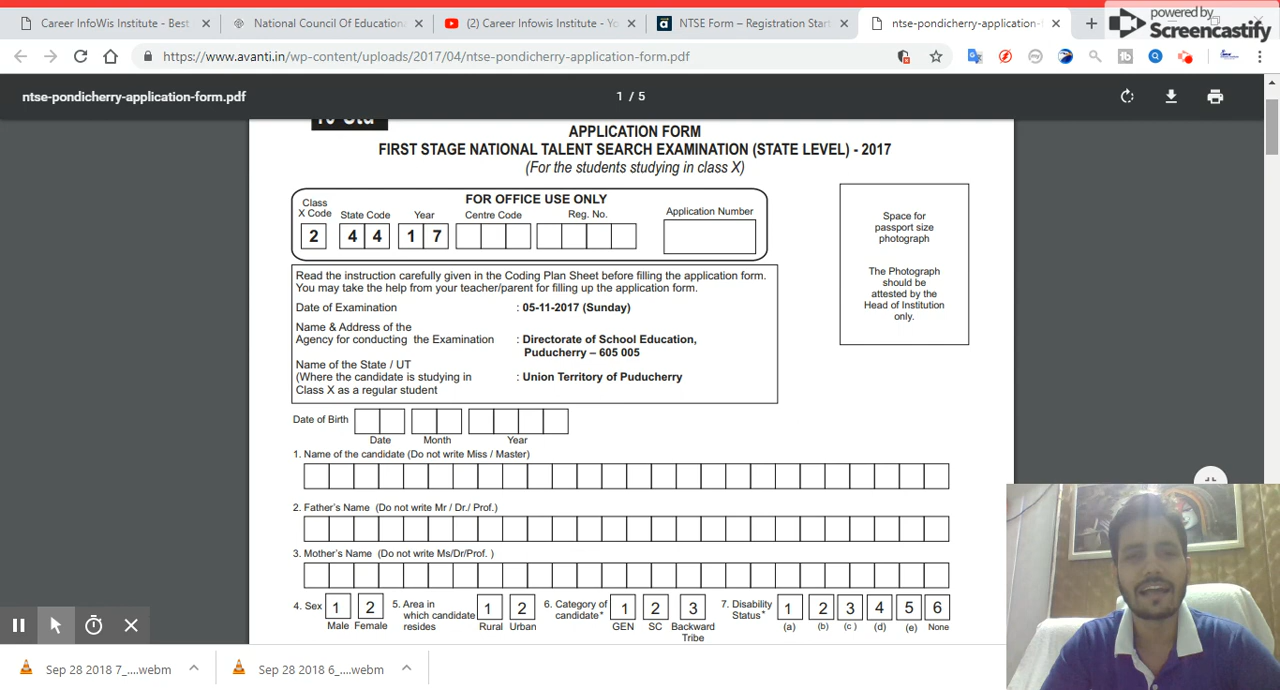 Career InfoWis Institute - Best
National Council Of Educationa
(2) Career Infowis Institute - Yo
NTSE Form – Registration Start
ntse-pondicherry-application-
powered by
Screencastify
https://www.avanti.in/wp-content/uploads/2017/04/ntse-pondicherry-application-form.pdf
ntse-pondicherry-application-form.pdf
1 / 5
APPLICATION FORM
FIRST STAGE NATIONAL TALENT SEARCH EXAMINATION (STATE LEVEL) - 2017
(For the students studying in class X)
FOR OFFICE USE ONLY
Class
X Code
State Code
Year
Centre Code
Reg. No.
Application Number
2
4 4
1 7
Space for
passport size
photograph
The Photograph
should be
attested by the
Head of Institution
only.
Read the instruction carefully given in the Coding Plan Sheet before filling the application form.
You may take the help from your teacher/parent for filling up the application form.
Date of Examination : 05-11-2017 (Sunday)
Name & Address of the
Agency for conducting the Examination : Directorate of School Education,
Puducherry – 605 005
Name of the State / UT
(Where the candidate is studying in : Union Territory of Puducherry
Class X as a regular student
Date of Birth
Date Month Year
1. Name of the candidate (Do not write Miss / Master)
2. Father's Name (Do not write Mr / Dr./ Prof.)
3. Mother's Name (Do not write Ms/Dr/Prof. )
4. Sex 1 2
Male Female
5. Area in
which candidate
resides
1 2
Rural Urban
6. Category of
candidate*
1 2 3
GEN SC Backward
Tribe
7. Disability
Status*
1 2 3 4 5 6
(a) (b) (c) (d) (e) None
Sep 28 2018 7_....webm
Sep 28 2018 6_....webm